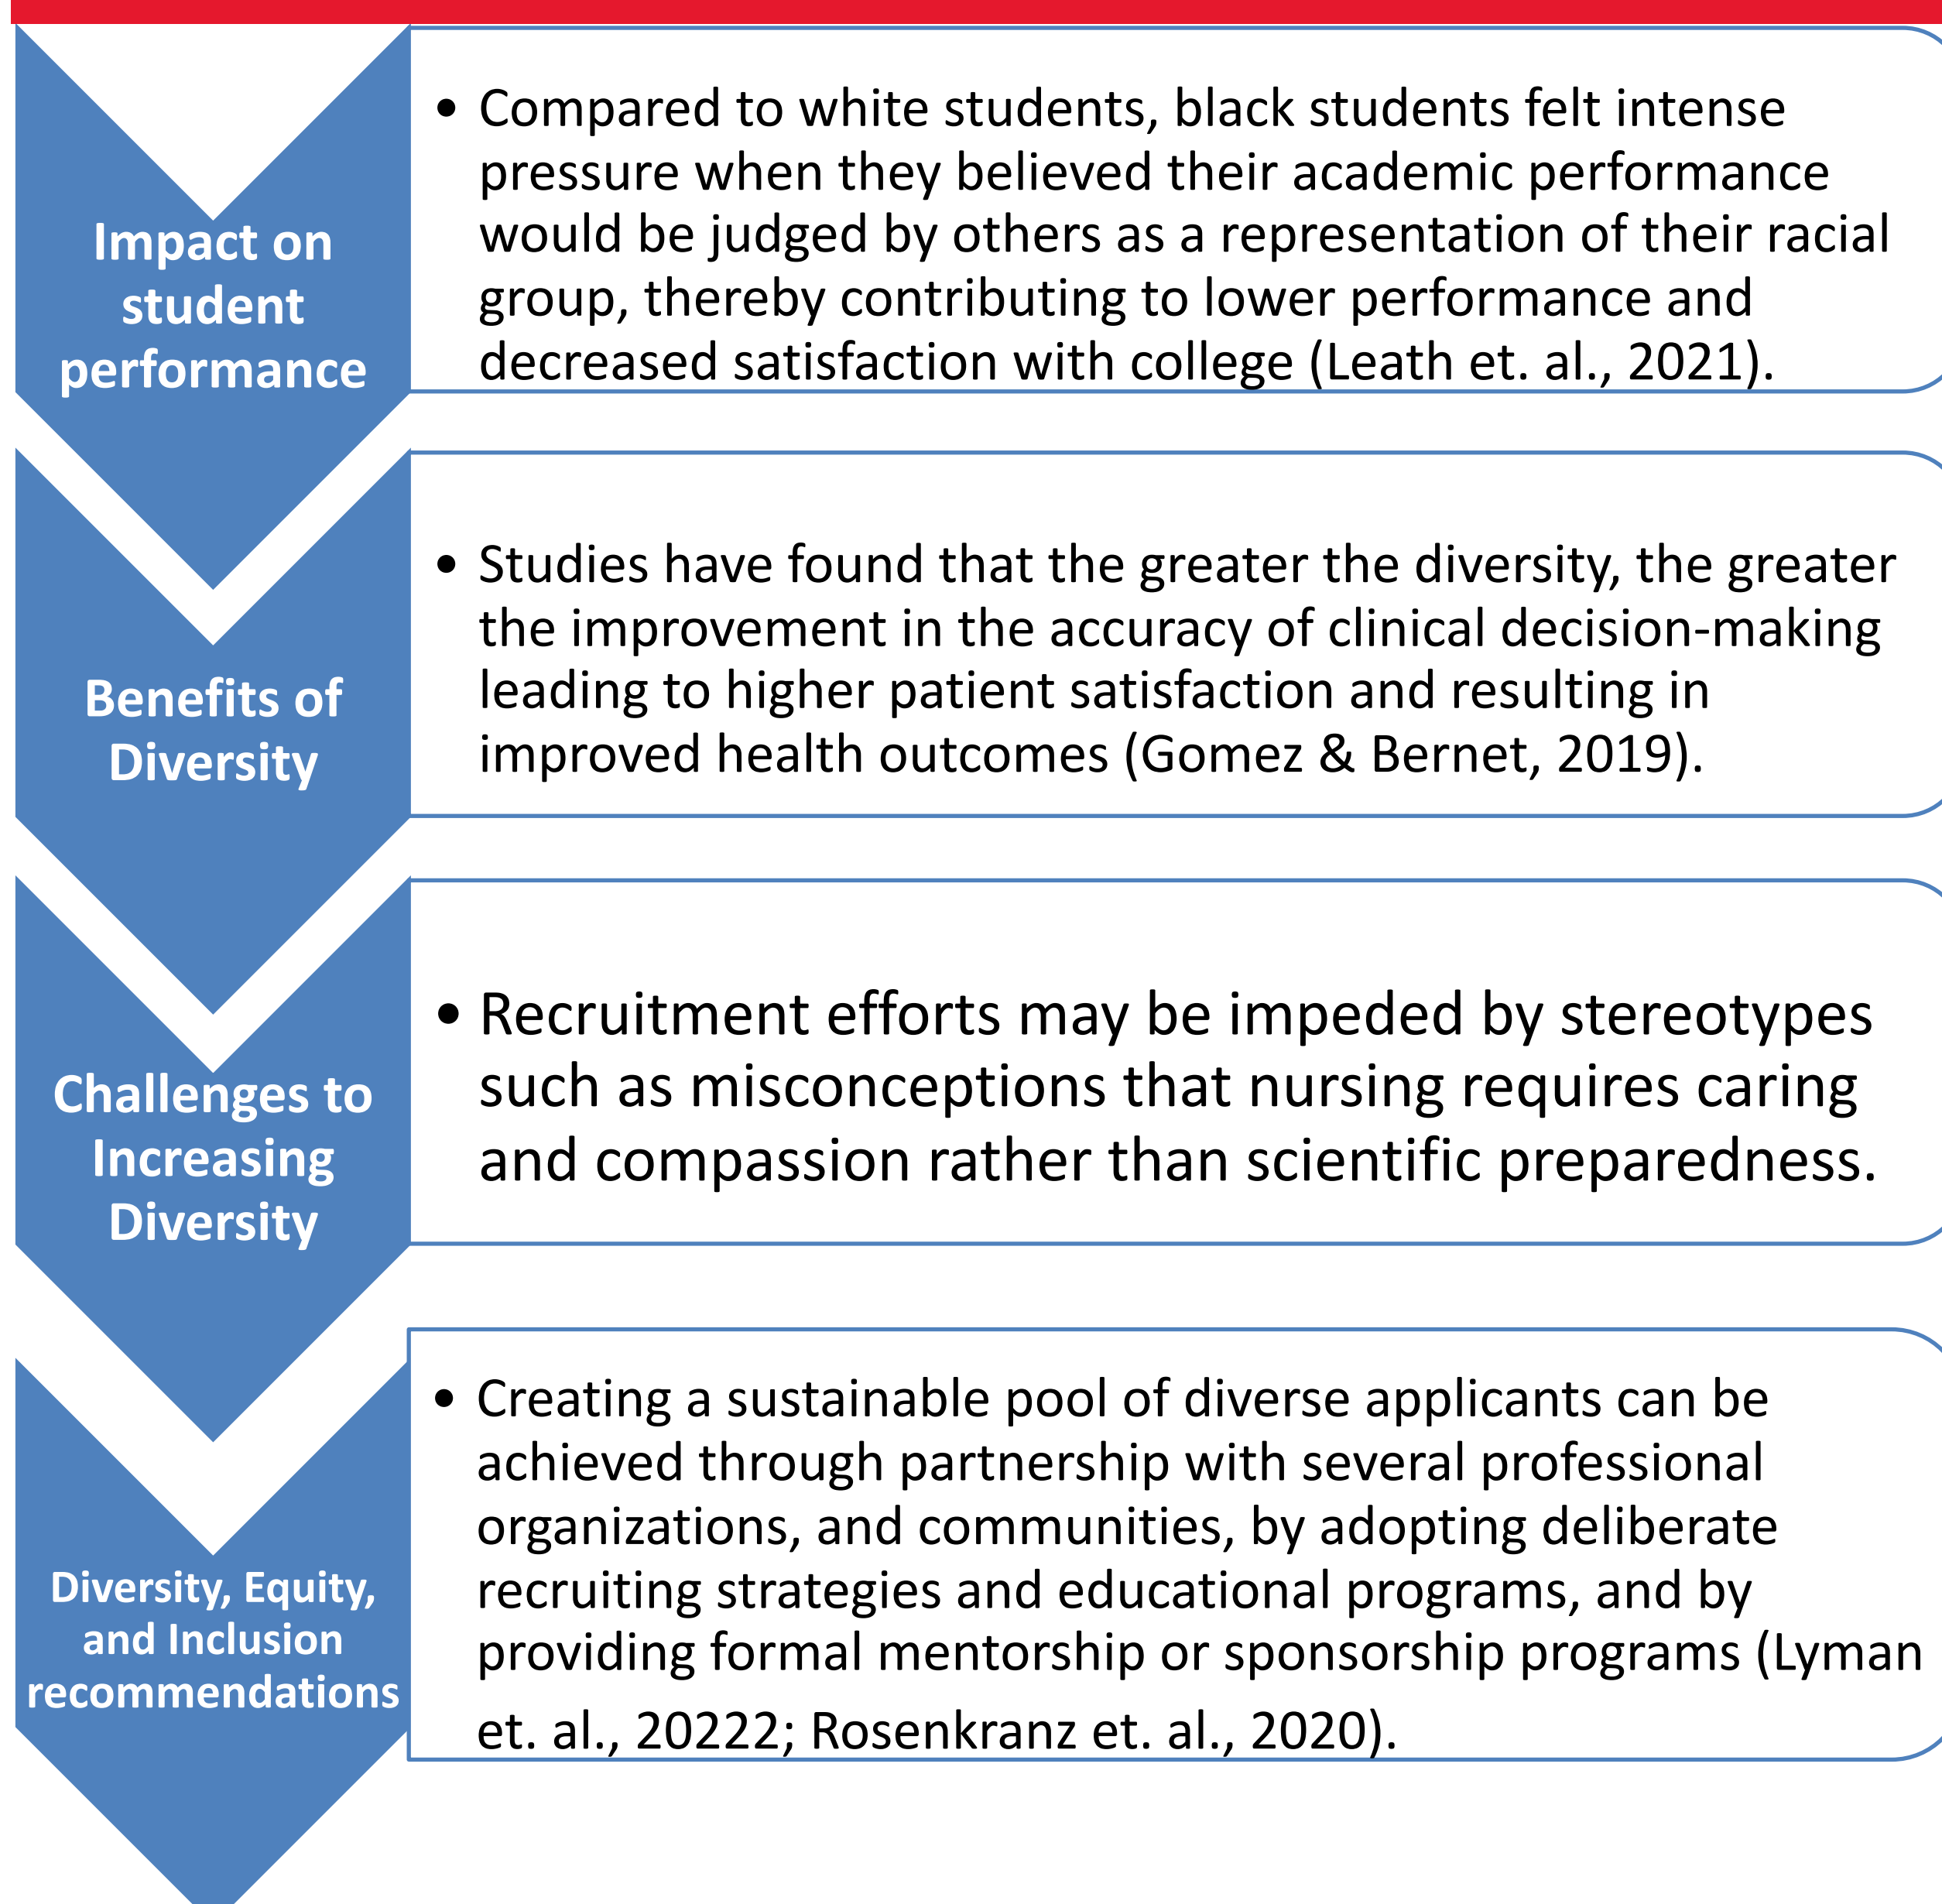 Impact on
student
performance
• Compared to white students, black students felt intense
pressure when they believed their academic performance
would be judged by others as a representation of their racial
group, thereby contributing to lower performance and
decreased satisfaction with college (Leath et. al., 2021).
Benefits of
Diversity
• Studies have found that the greater the diversity, the greater
the improvement in the accuracy of clinical decision-making
leading to higher patient satisfaction and resulting in
improved health outcomes (Gomez & Bernet, 2019).
Challenges to
Increasing
Diversity
• Recruitment efforts may be impeded by stereotypes
such as misconceptions that nursing requires caring
and compassion rather than scientific preparedness.
Diversity, Equity,
and Inclusion
recommendations
• Creating a sustainable pool of diverse applicants can be
achieved through partnership with several professional
organizations, and communities, by adopting deliberate
recruiting strategies and educational programs, and by
providing formal mentorship or sponsorship programs (Lyman
et. al., 20222; Rosenkranz et. al., 2020).